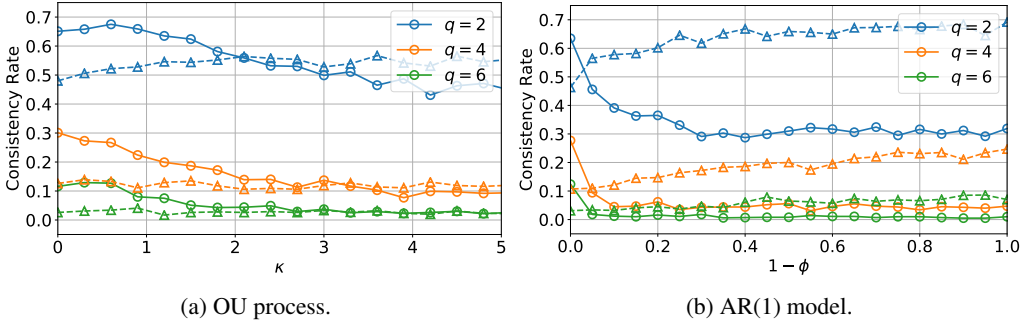 Consistency Rate
0.7
0.6
0.5
0.4
0.3
0.2
0.1
0.0
0
1
2
3
4
5
κ
q = 2
q = 4
q = 6
(a) OU process.
Consistency Rate
0.7
0.6
0.5
0.4
0.3
0.2
0.1
0.0
0.0
0.2
0.4
0.6
0.8
1.0
1 − ϕ
q = 2
q = 4
q = 6
(b) AR(1) model.